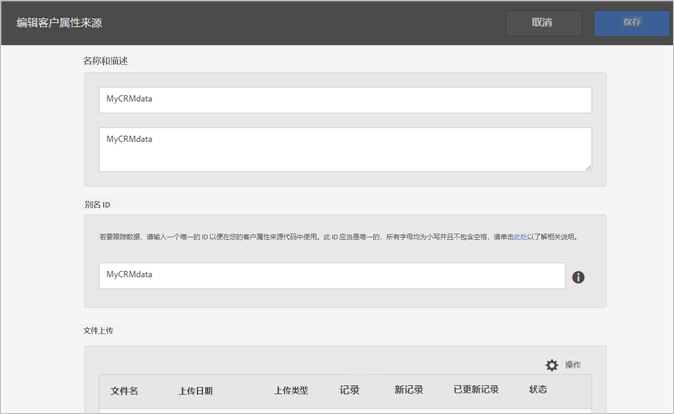 编辑客户属性来源
取消
保存
名称和描述
MyCRMdata
MyCRMdata
别名 ID
若要跟踪数据，请输入一个唯一的 ID 以便在您的客户属性来源代码中使用。此 ID 应当是唯一的，所有字母均为小写并且不包含空格，请单击此处以了解相关说明。
MyCRMdata
文件上传
操作
文件名 上传日期 上传类型 记录 新记录 已更新记录 状态